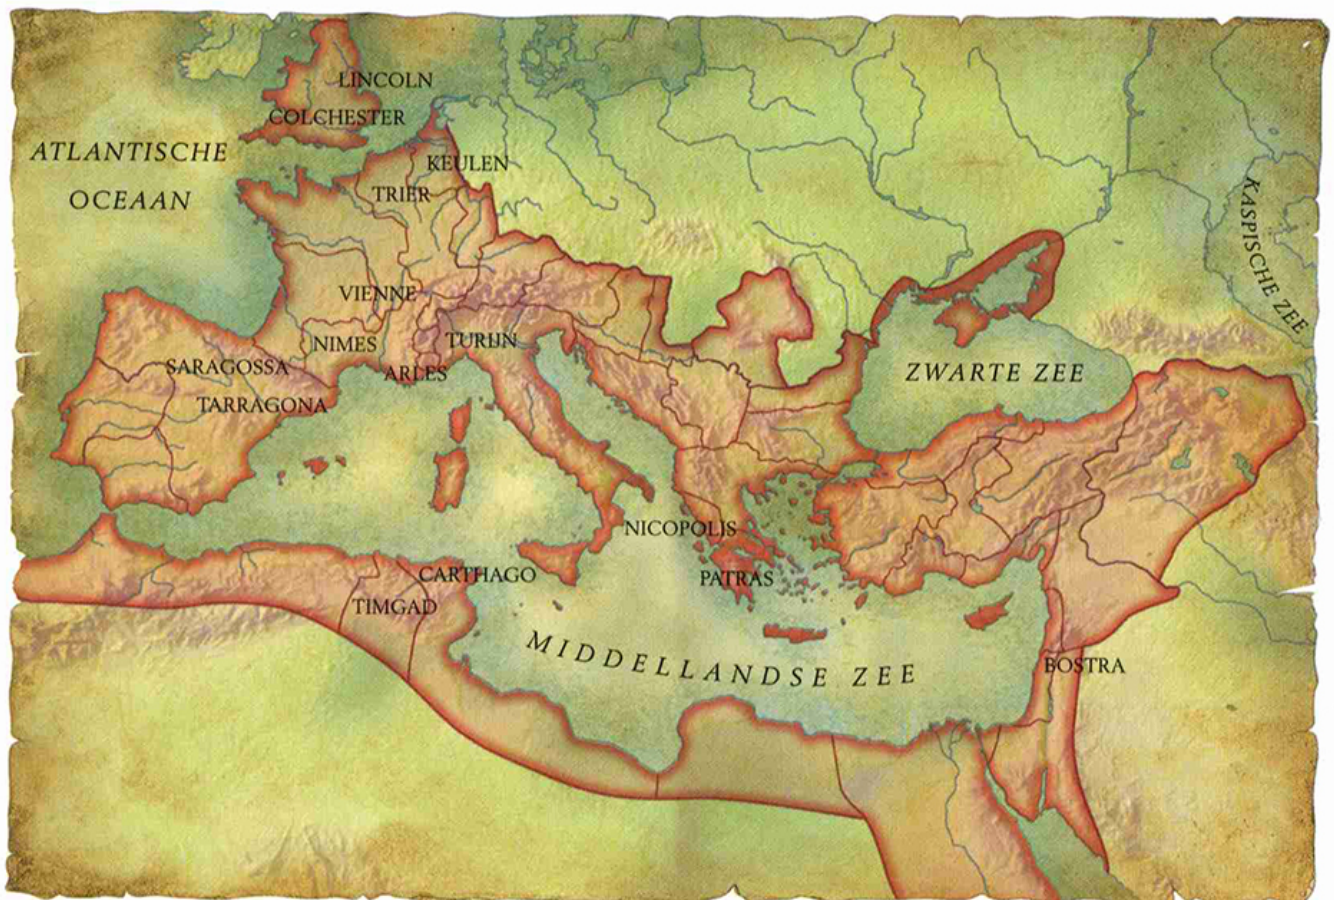 LINCOLN
COLCHESTER
ATLANTISCHE
OCEAAN
KEULEN
TRIER
KASPISCHE ZEE
VIENNE
NIMES
TURIJN
SARAGOSSA
ARLES
ZWARTE ZEE
TARRAGONA
NICOPOLIS
CARTHAGO
PATRAS
TIMGAD
MIDDELLANDSE ZEE
BOSTRA